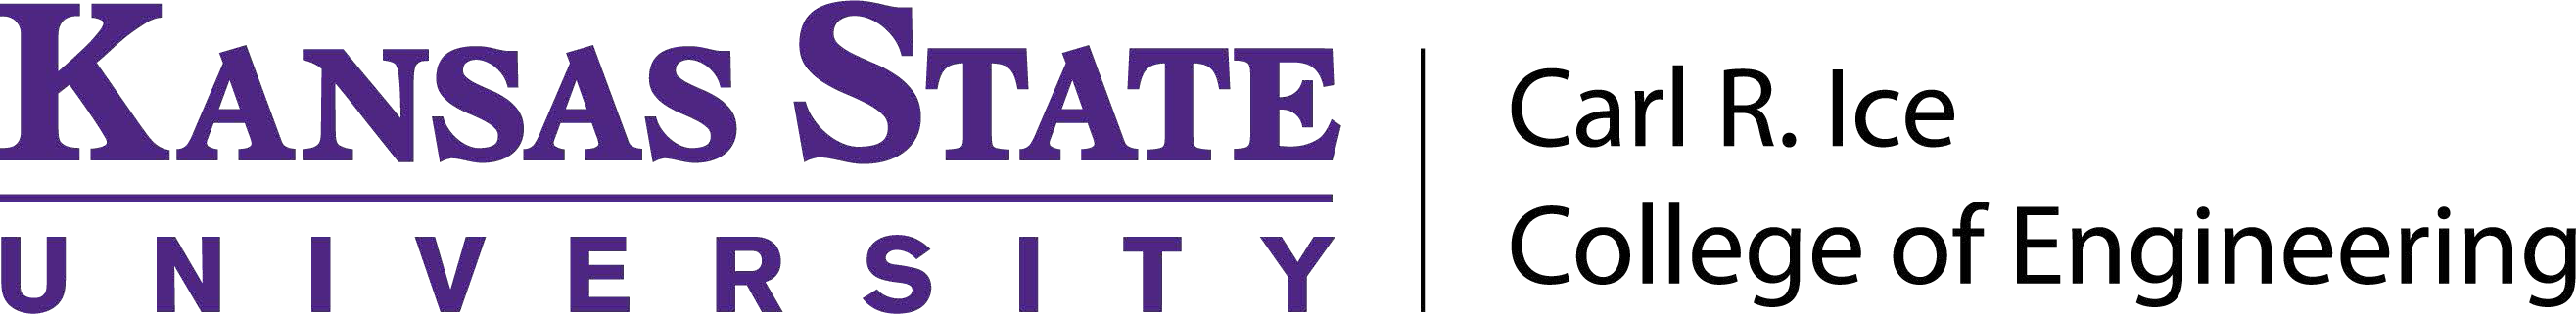 KANSAS STATE
UNIVERSITY
Carl R. Ice
College of Engineering